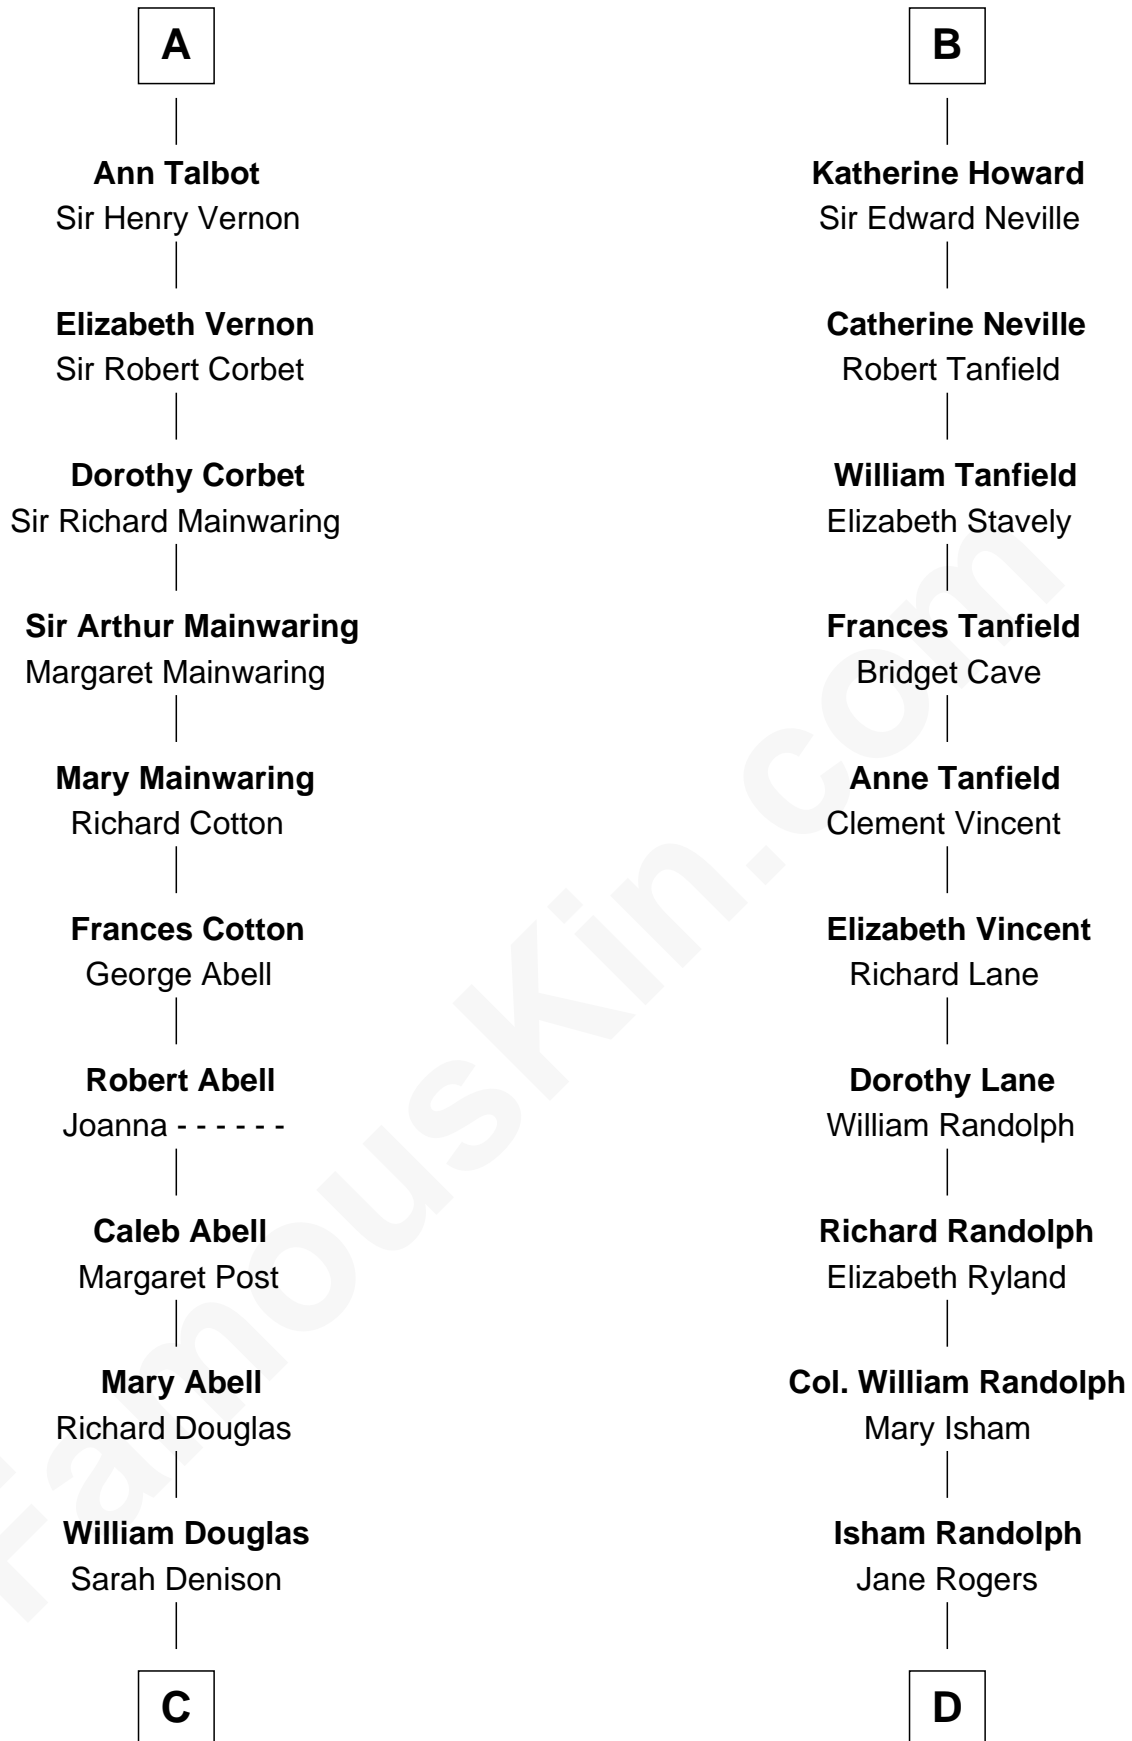 A
Ann Talbot
Sir Henry Vernon
Elizabeth Vernon
Sir Robert Corbet
Dorothy Corbet
Sir Richard Mainwaring
Sir Arthur Mainwaring
Margaret Mainwaring
Mary Mainwaring
Richard Cotton
Frances Cotton
George Abell
Robert Abell
Joanna - - - - - -
Caleb Abell
Margaret Post
Mary Abell
Richard Douglas
William Douglas
Sarah Denison
C
B
Katherine Howard
Sir Edward Neville
Catherine Neville
Robert Tanfield
William Tanfield
Elizabeth Stavely
Frances Tanfield
Bridget Cave
Anne Tanfield
Clement Vincent
Elizabeth Vincent
Richard Lane
Dorothy Lane
William Randolph
Richard Randolph
Elizabeth Ryland
Col. William Randolph
Mary Isham
Isham Randolph
Jane Rogers
D
FamousKin.com